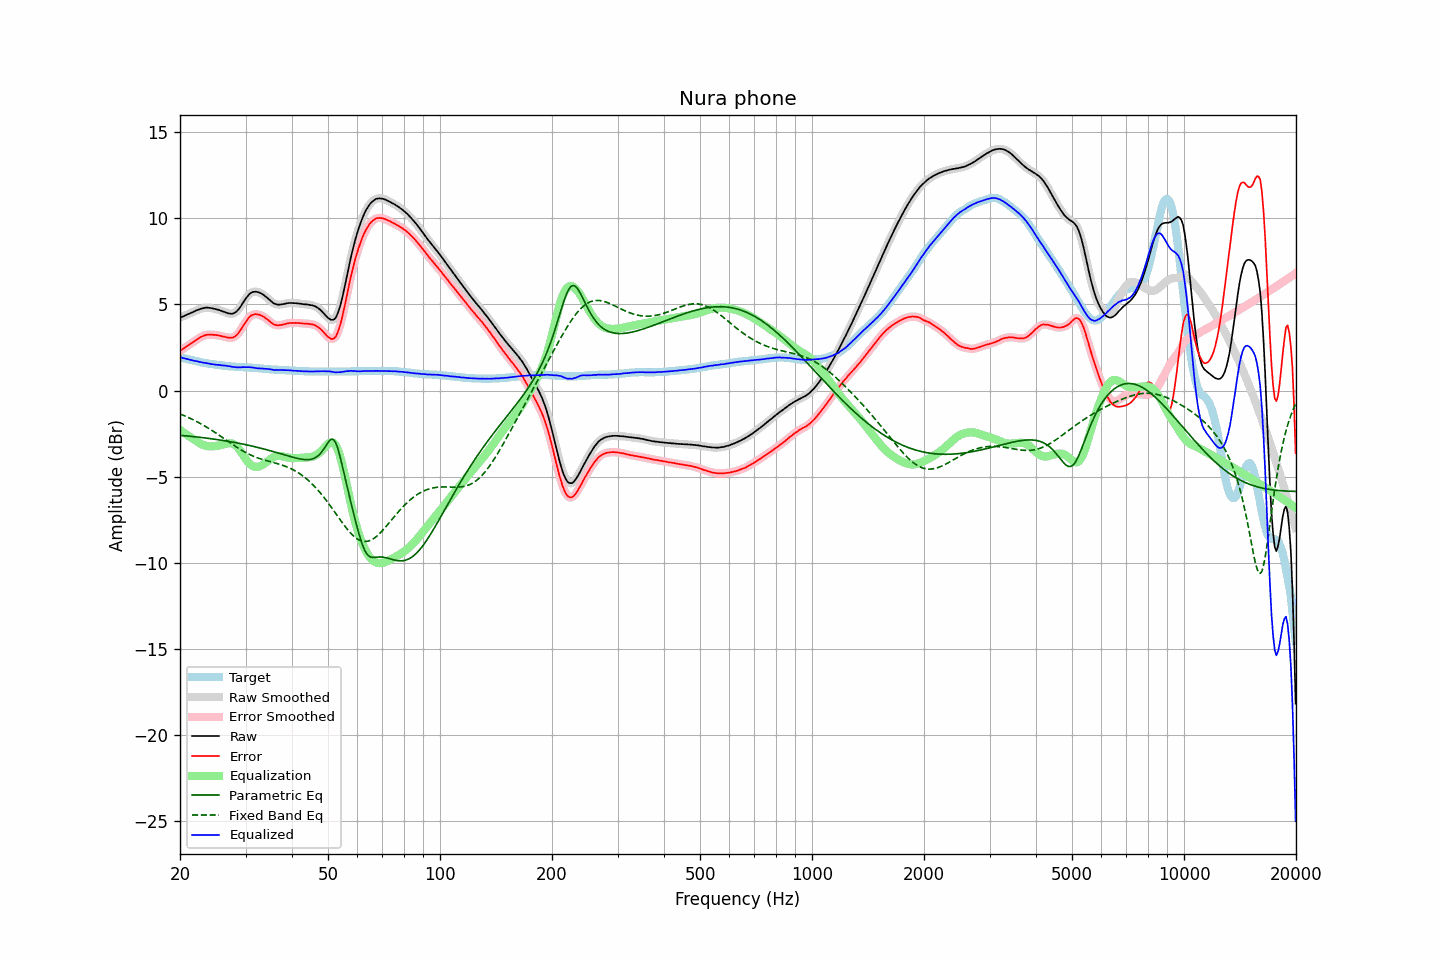 Nura phone
15
10
5
0
−5
−10
−15
−20
−25
Amplitude (dBr)
Target
Raw Smoothed
Error Smoothed
Raw
Error
Equalization
Parametric Eq
Fixed Band Eq
Equalized
20 50 100 200 500 1000 2000 5000 10000 20000
Frequency (Hz)